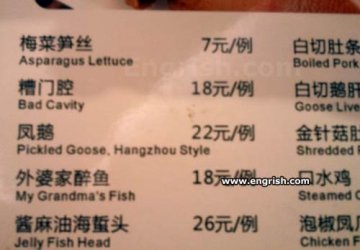 梅菜笋丝 7元/例 白切肚条
Asparagus Lettuce Boiled Pork
Engrish.com
糟门腔 18元/例 白切鹅肝
Bad Cavity Goose Live
凤鹅 22元/例 金针菇肚
Pickled Goose, Hangzhou Style Shredded
外婆家醉鱼 18元/例 口水鸡
www.engrish.com
My Grandma's Fish Steamed
酱麻油海蜇头 26元/例 泡椒凤
Jelly Fish Head Chicken